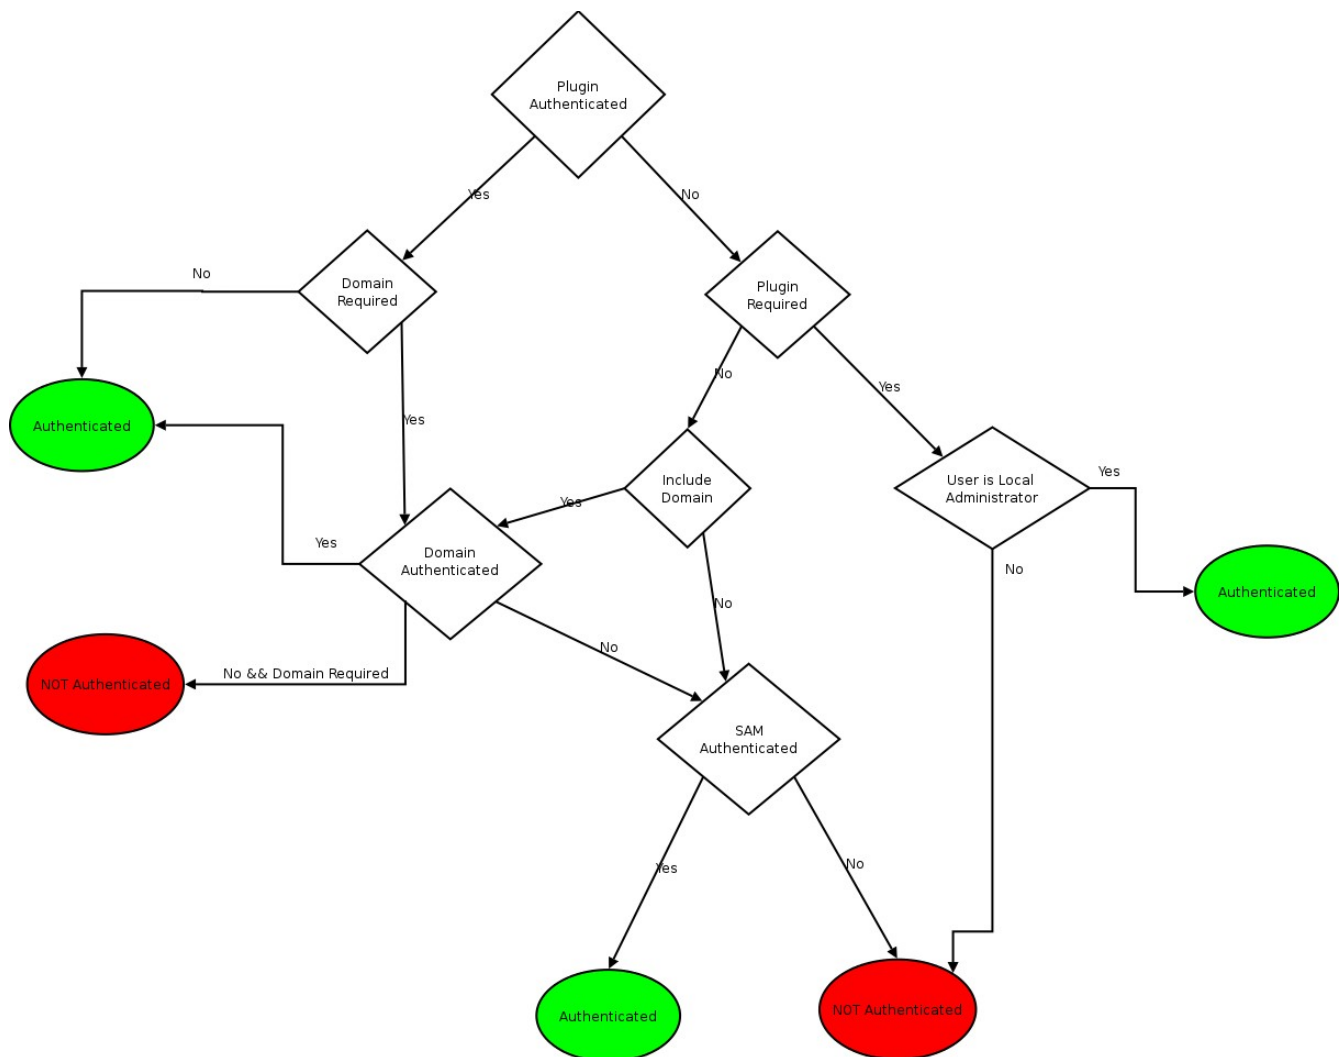 Plugin
Authenticated
Yes
No
No
Domain
Required
Plugin
Required
No
Yes
Authenticated
Yes
User is Local
Administrator
Yes
Include
Domain
Yes
Yes
Domain
Authenticated
No
Authenticated
No
No
No && Domain Required
NOT Authenticated
SAM
Authenticated
Yes
No
Authenticated
NOT Authenticated